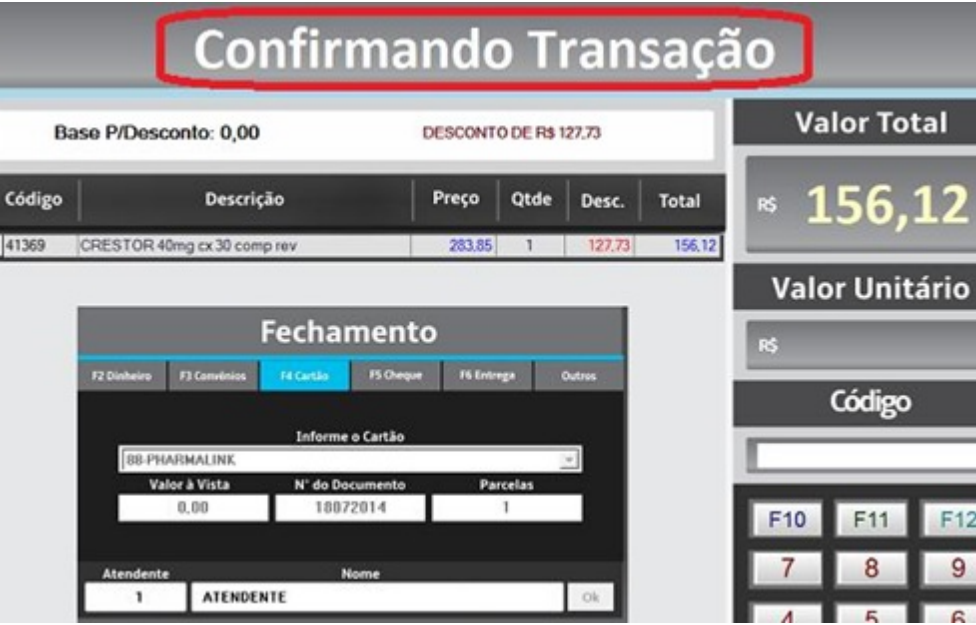 Confirmando Transação
Base P/Desconto: 0,00 DESCONTO DE R$ 127,73
Código Descrição Preço Qtde Desc. Total
41369 CRESTOR 40mg cx 30 comp rev 283,85 1 127,73 156,12
Valor Total
R$ 156,12
Valor Unitário
R$
Código
Fechamento
F2 Dinheiro F3 Convênios F4 Cartão F5 Cheque F6 Entrega Outros
Informe o Cartão
88-PHARMALINK
Valor à Vista N° do Documento Parcelas
0,00 18072014 1
Atendente Nome
1 ATENDENTE Ok
F10 F11 F12
7 8 9
4 5 6